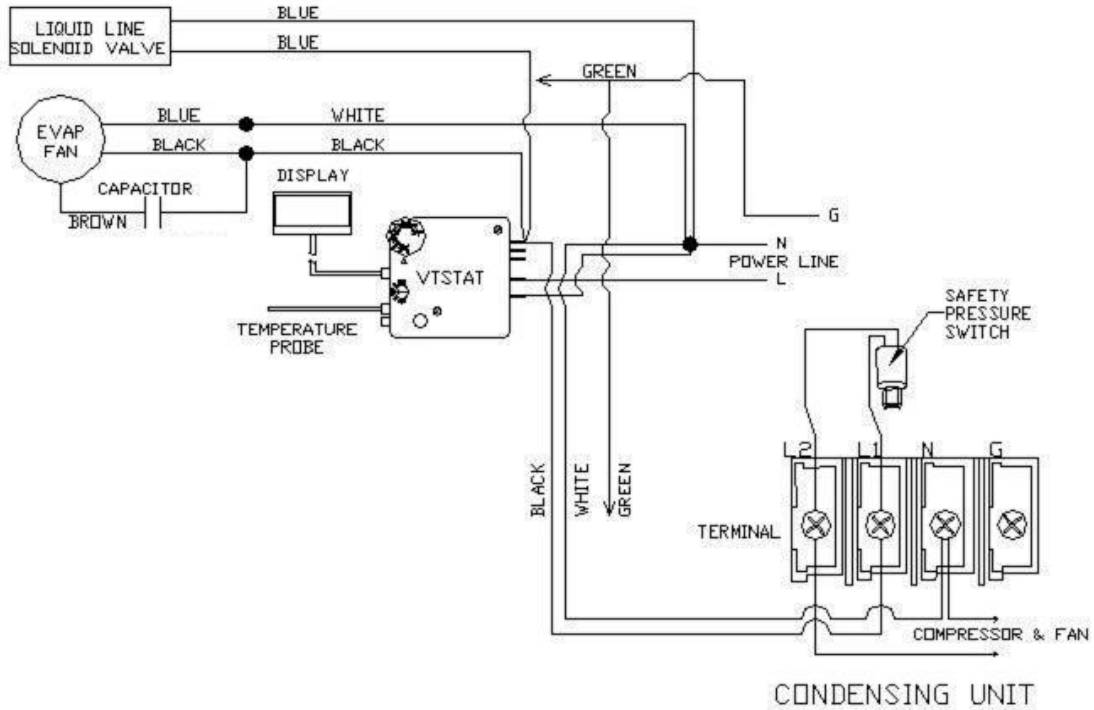 LIQUID LINE
SOLENOID VALVE
BLUE
BLUE
GREEN
EVAP
FAN
BLUE
WHITE
BLACK
BLACK
CAPACITOR
BROWN
DISPLAY
VTSTAT
TEMPERATURE
PROBE
G
N
POWER LINE
L
SAFETY
PRESSURE
SWITCH
BLACK
WHITE
GREEN
L2
L1
N
G
TERMINAL
COMPRESSOR & FAN
CONDENSING UNIT